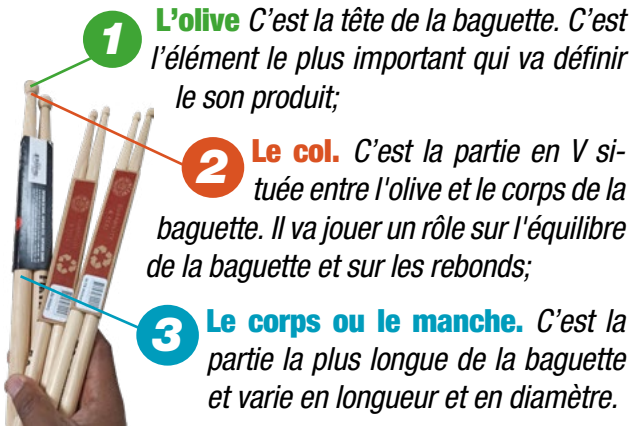 1 L’olive C’est la tête de la baguette. C’est
l’élément le plus important qui va définir
le son produit;
2 Le col. C’est la partie en V si-
tuée entre l'olive et le corps de la
baguette. Il va jouer un rôle sur l'équilibre
de la baguette et sur les rebonds;
3 Le corps ou le manche. C’est la
partie la plus longue de la baguette
et varie en longueur et en diamètre.